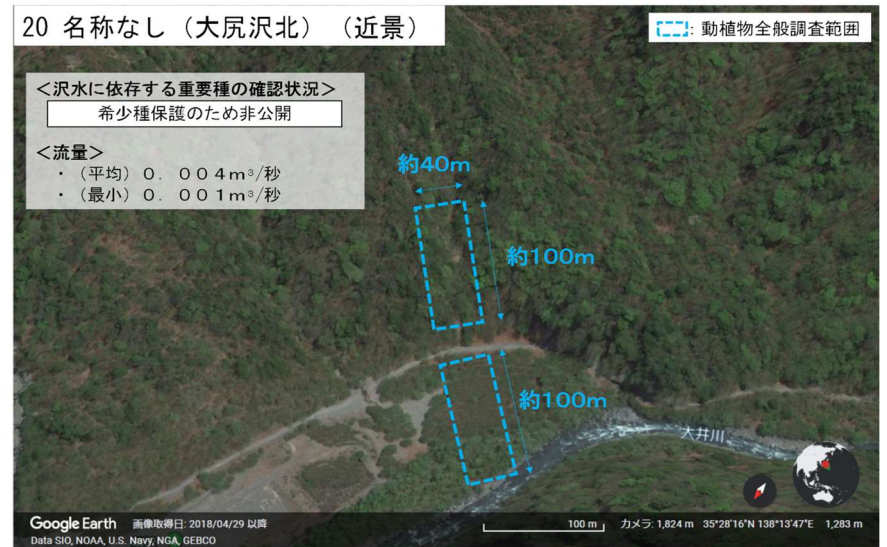 20 名称なし（大尻沢北）（近景）
: 動植物全般調査範囲
＜沢水に依存する重要種の確認状況＞
希少種保護のため非公開
＜流量＞
・（平均）０．００４ｍ³/秒
・（最小）０．００１ｍ³/秒
約40m
約100m
約100m
大井川
Google Earth 画像取得日: 2018/04/29 以降
100 m
カメラ: 1,824 m 35°28'16"N 138°13'47"E 1,283 m
Data SIO, NOAA, U.S. Navy, NGA, GEBCO